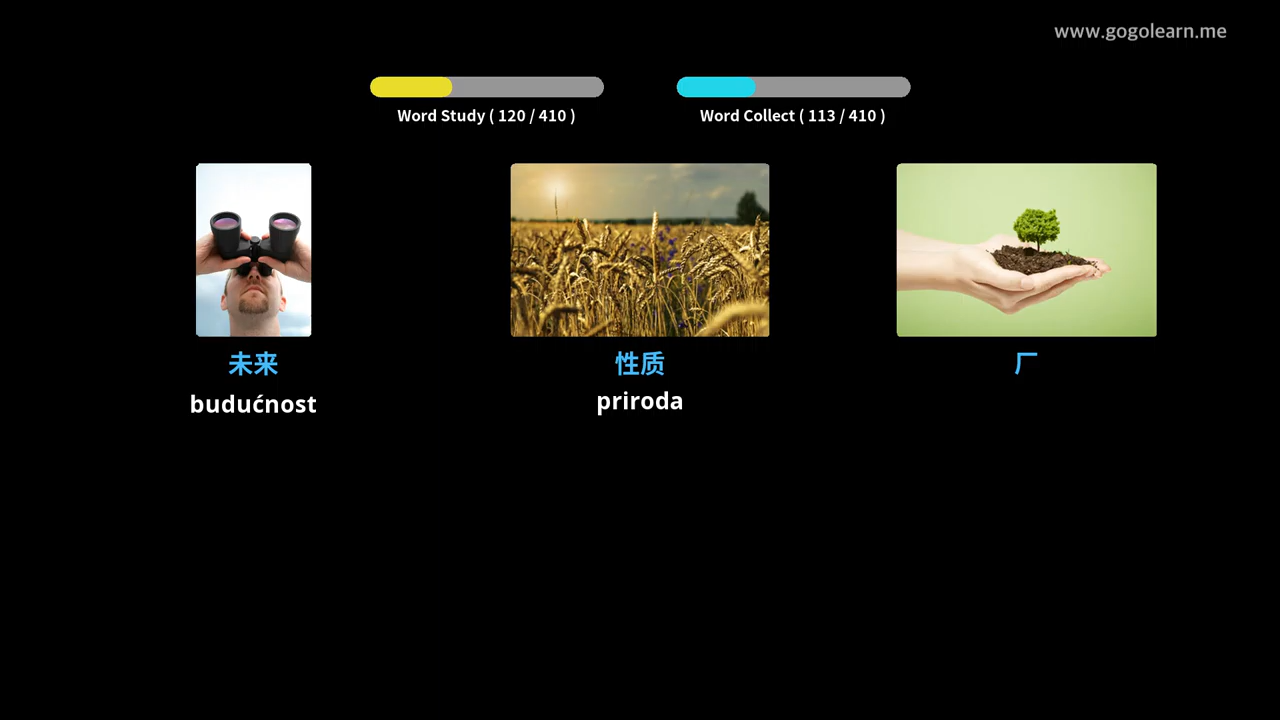 www.gogolearn.me
Word Study ( 120 / 410 )
Word Collect ( 113 / 410 )
未来
budućnost
性质
priroda
厂